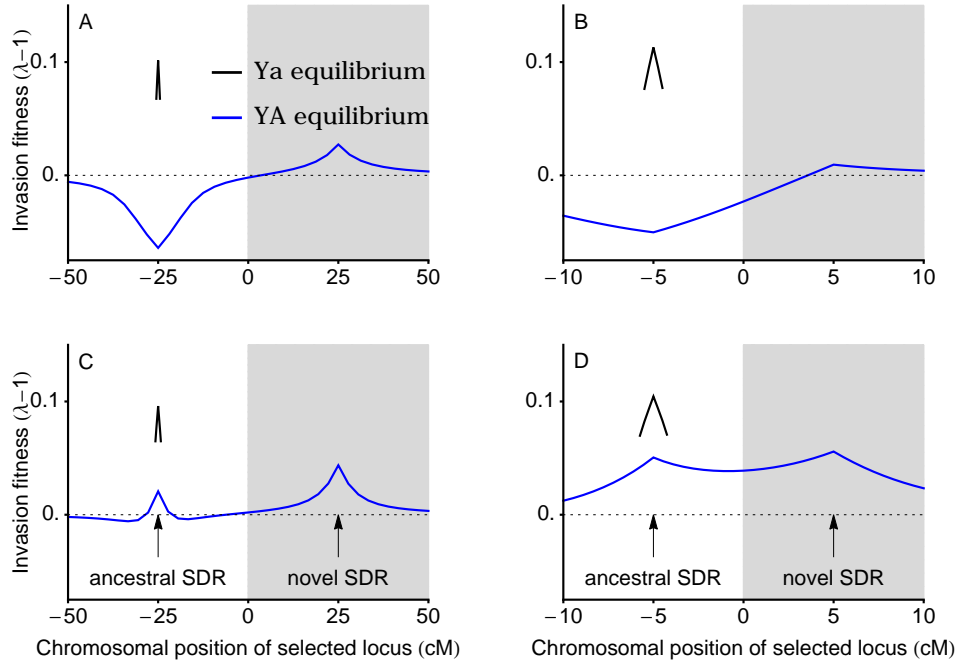 A
B
0.1
0.1
Ya equilibrium
YA equilibrium
0.
0.
Invasion fitness (λ−1)
−50 −25 0 25 50
−10 −5 0 5 10
C
D
0.1
0.1
0.
0.
Invasion fitness (λ−1)
ancestral SDR novel SDR
ancestral SDR novel SDR
−50 −25 0 25 50
−10 −5 0 5 10
Chromosomal position of selected locus (cM)
Chromosomal position of selected locus (cM)